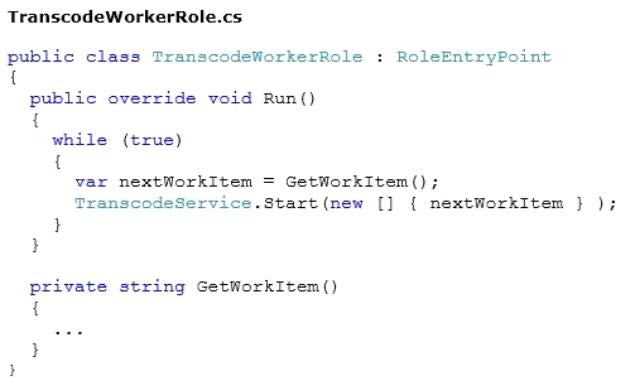 TranscodeWorkerRole.cs
public class TranscodeWorkerRole : RoleEntryPoint
{
  public override void Run()
  {
    while (true)
    {
      var nextWorkItem = GetWorkItem();
      TranscodeService.Start(new [] { nextWorkItem } );
    }
  }

  private string GetWorkItem()
  {
    ...
  }
}